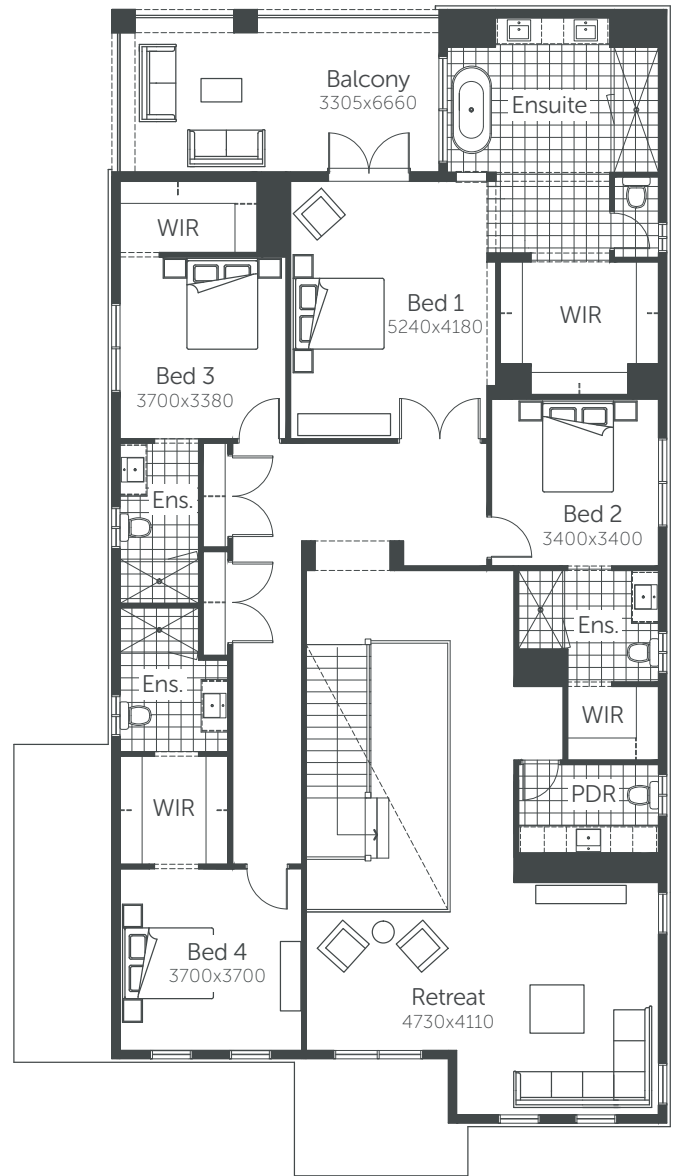 Balcony
3305x6660
Ensuite
WIR
Bed 1
5240x4180
WIR
Bed 3
3700x3380
Ens.
Bed 2
3400x3400
Ens.
Ens.
WIR
WIR
PDR
Bed 4
3700x3700
Retreat
4730x4110